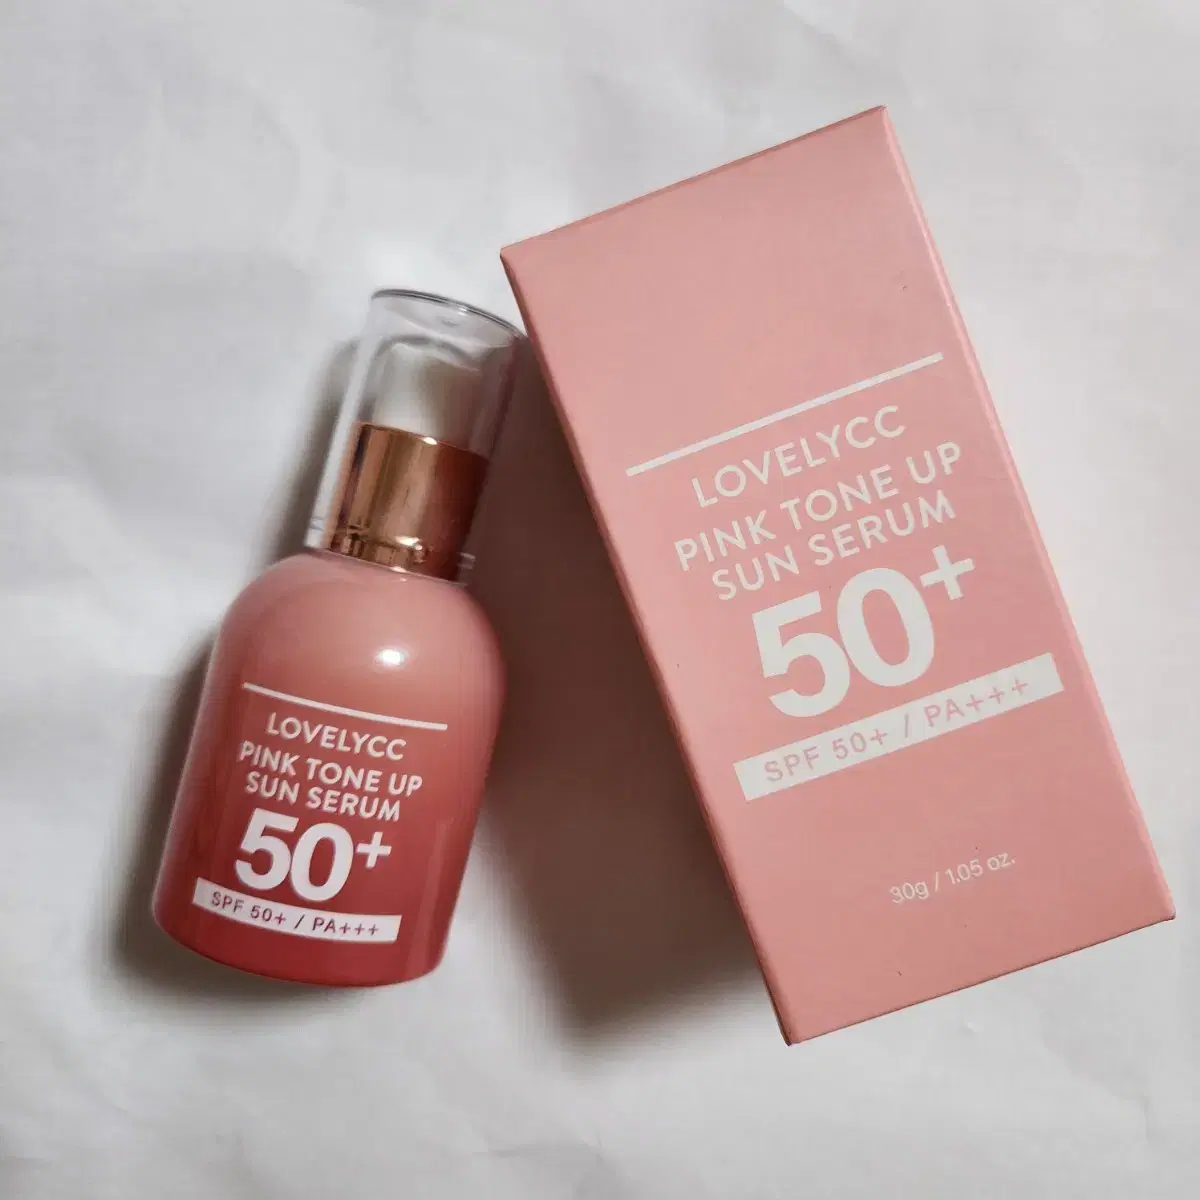 LOVELYCC
PINK TONE UP
SUN SERUM
50+
SPF 50+ / PA+++
LOVELYCC
PINK TONE UP
SUN SERUM
50+
SPF 50+ / PA+++
30g / 1.05 oz.